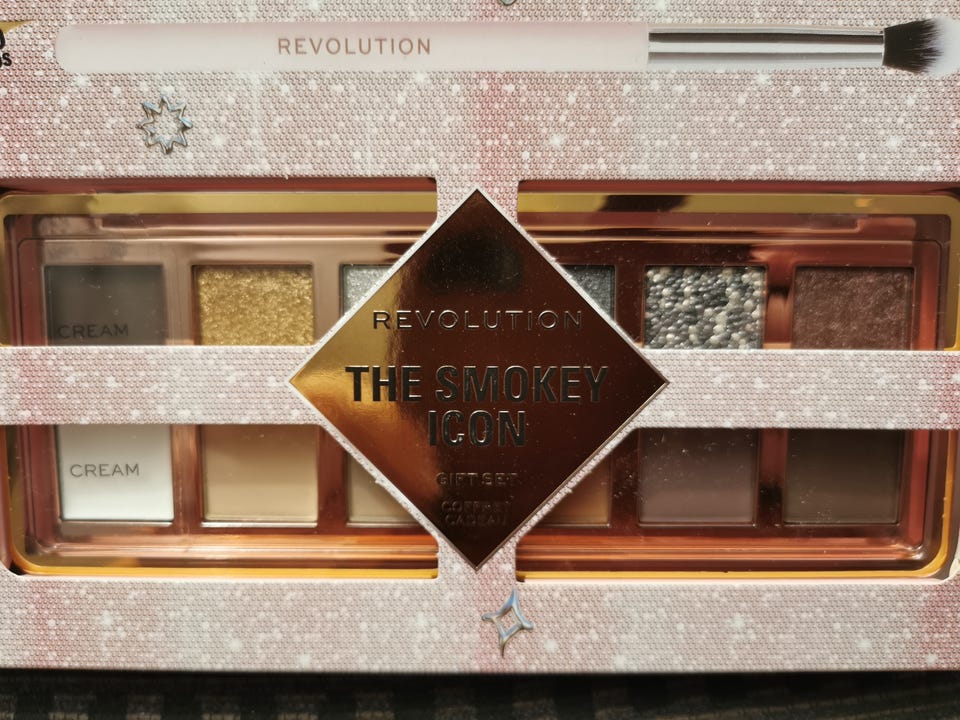 REVOLUTION
CREAM
REVOLUTION
THE SMOKEY
ICON
CREAM
GIFT SET
COFFRET
CADEAU